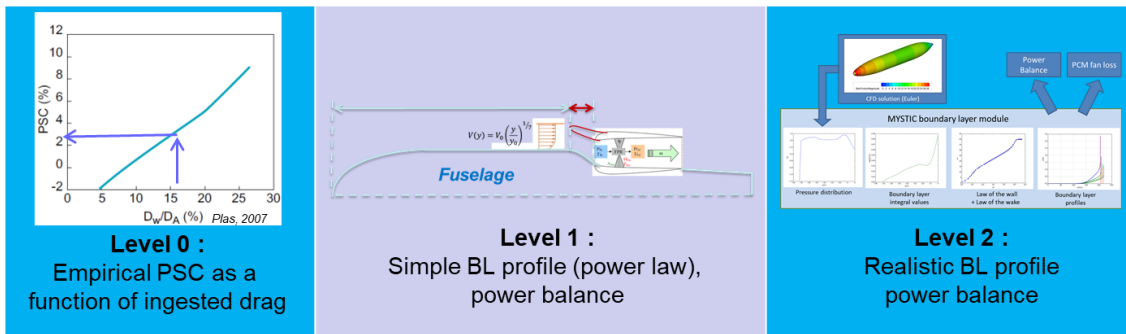 12
10
8
6
4
2
0
-2
PSC (%)
0
5
10
15
20
25
30
D_W/D_A (%)
Plas, 2007
Level 0 :
Empirical PSC as a
function of ingested drag
V(y) = V₀(y/y₀)^1/7
Fuselage
Level 1 :
Simple BL profile (power law),
power balance
CFD solution (Euler)
Power
Balance
PCM fan loss
MYSTIC boundary layer module
Pressure distribution
Boundary layer
integral values
Law of the wall
+ Law of the wake
Boundary layer
profiles
Level 2 :
Realistic BL profile
power balance